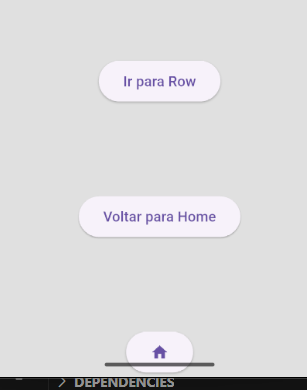 Ir para Row
Voltar para Home
DEPENDENCIES